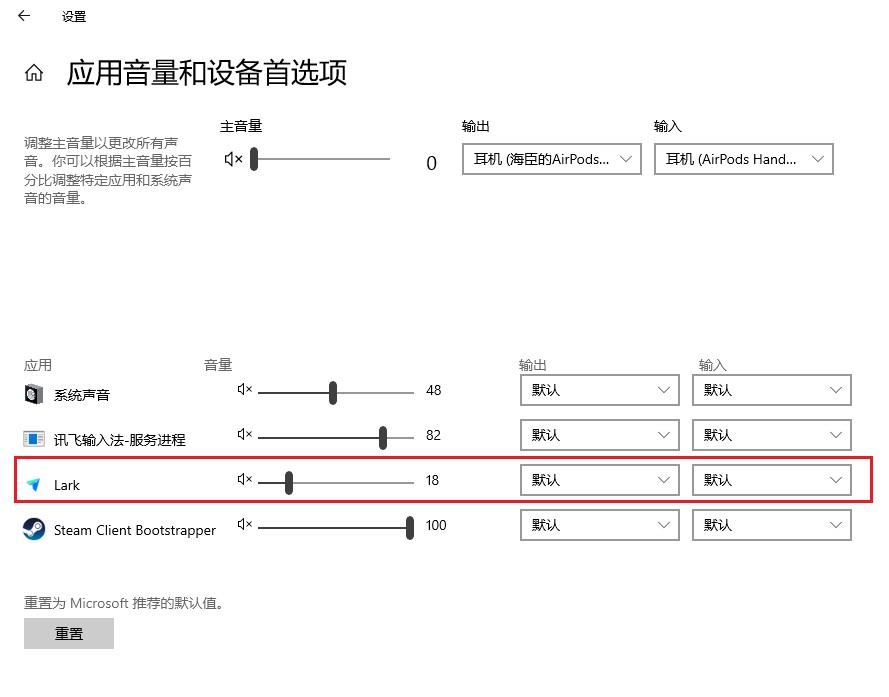 设置
应用音量和设备首选项
调整主音量以更改所有声
音。你可以根据主音量按百
分比调整特定应用和系统声
音的音量。
主音量
0
输出
耳机 (海臣的AirPods...
输入
耳机 (AirPods Hand...
应用 音量 输出 输入
系统声音 48 默认 默认
讯飞输入法-服务进程 82 默认 默认
Lark 18 默认 默认
Steam Client Bootstrapper 100 默认 默认
重置为 Microsoft 推荐的默认值。
重置